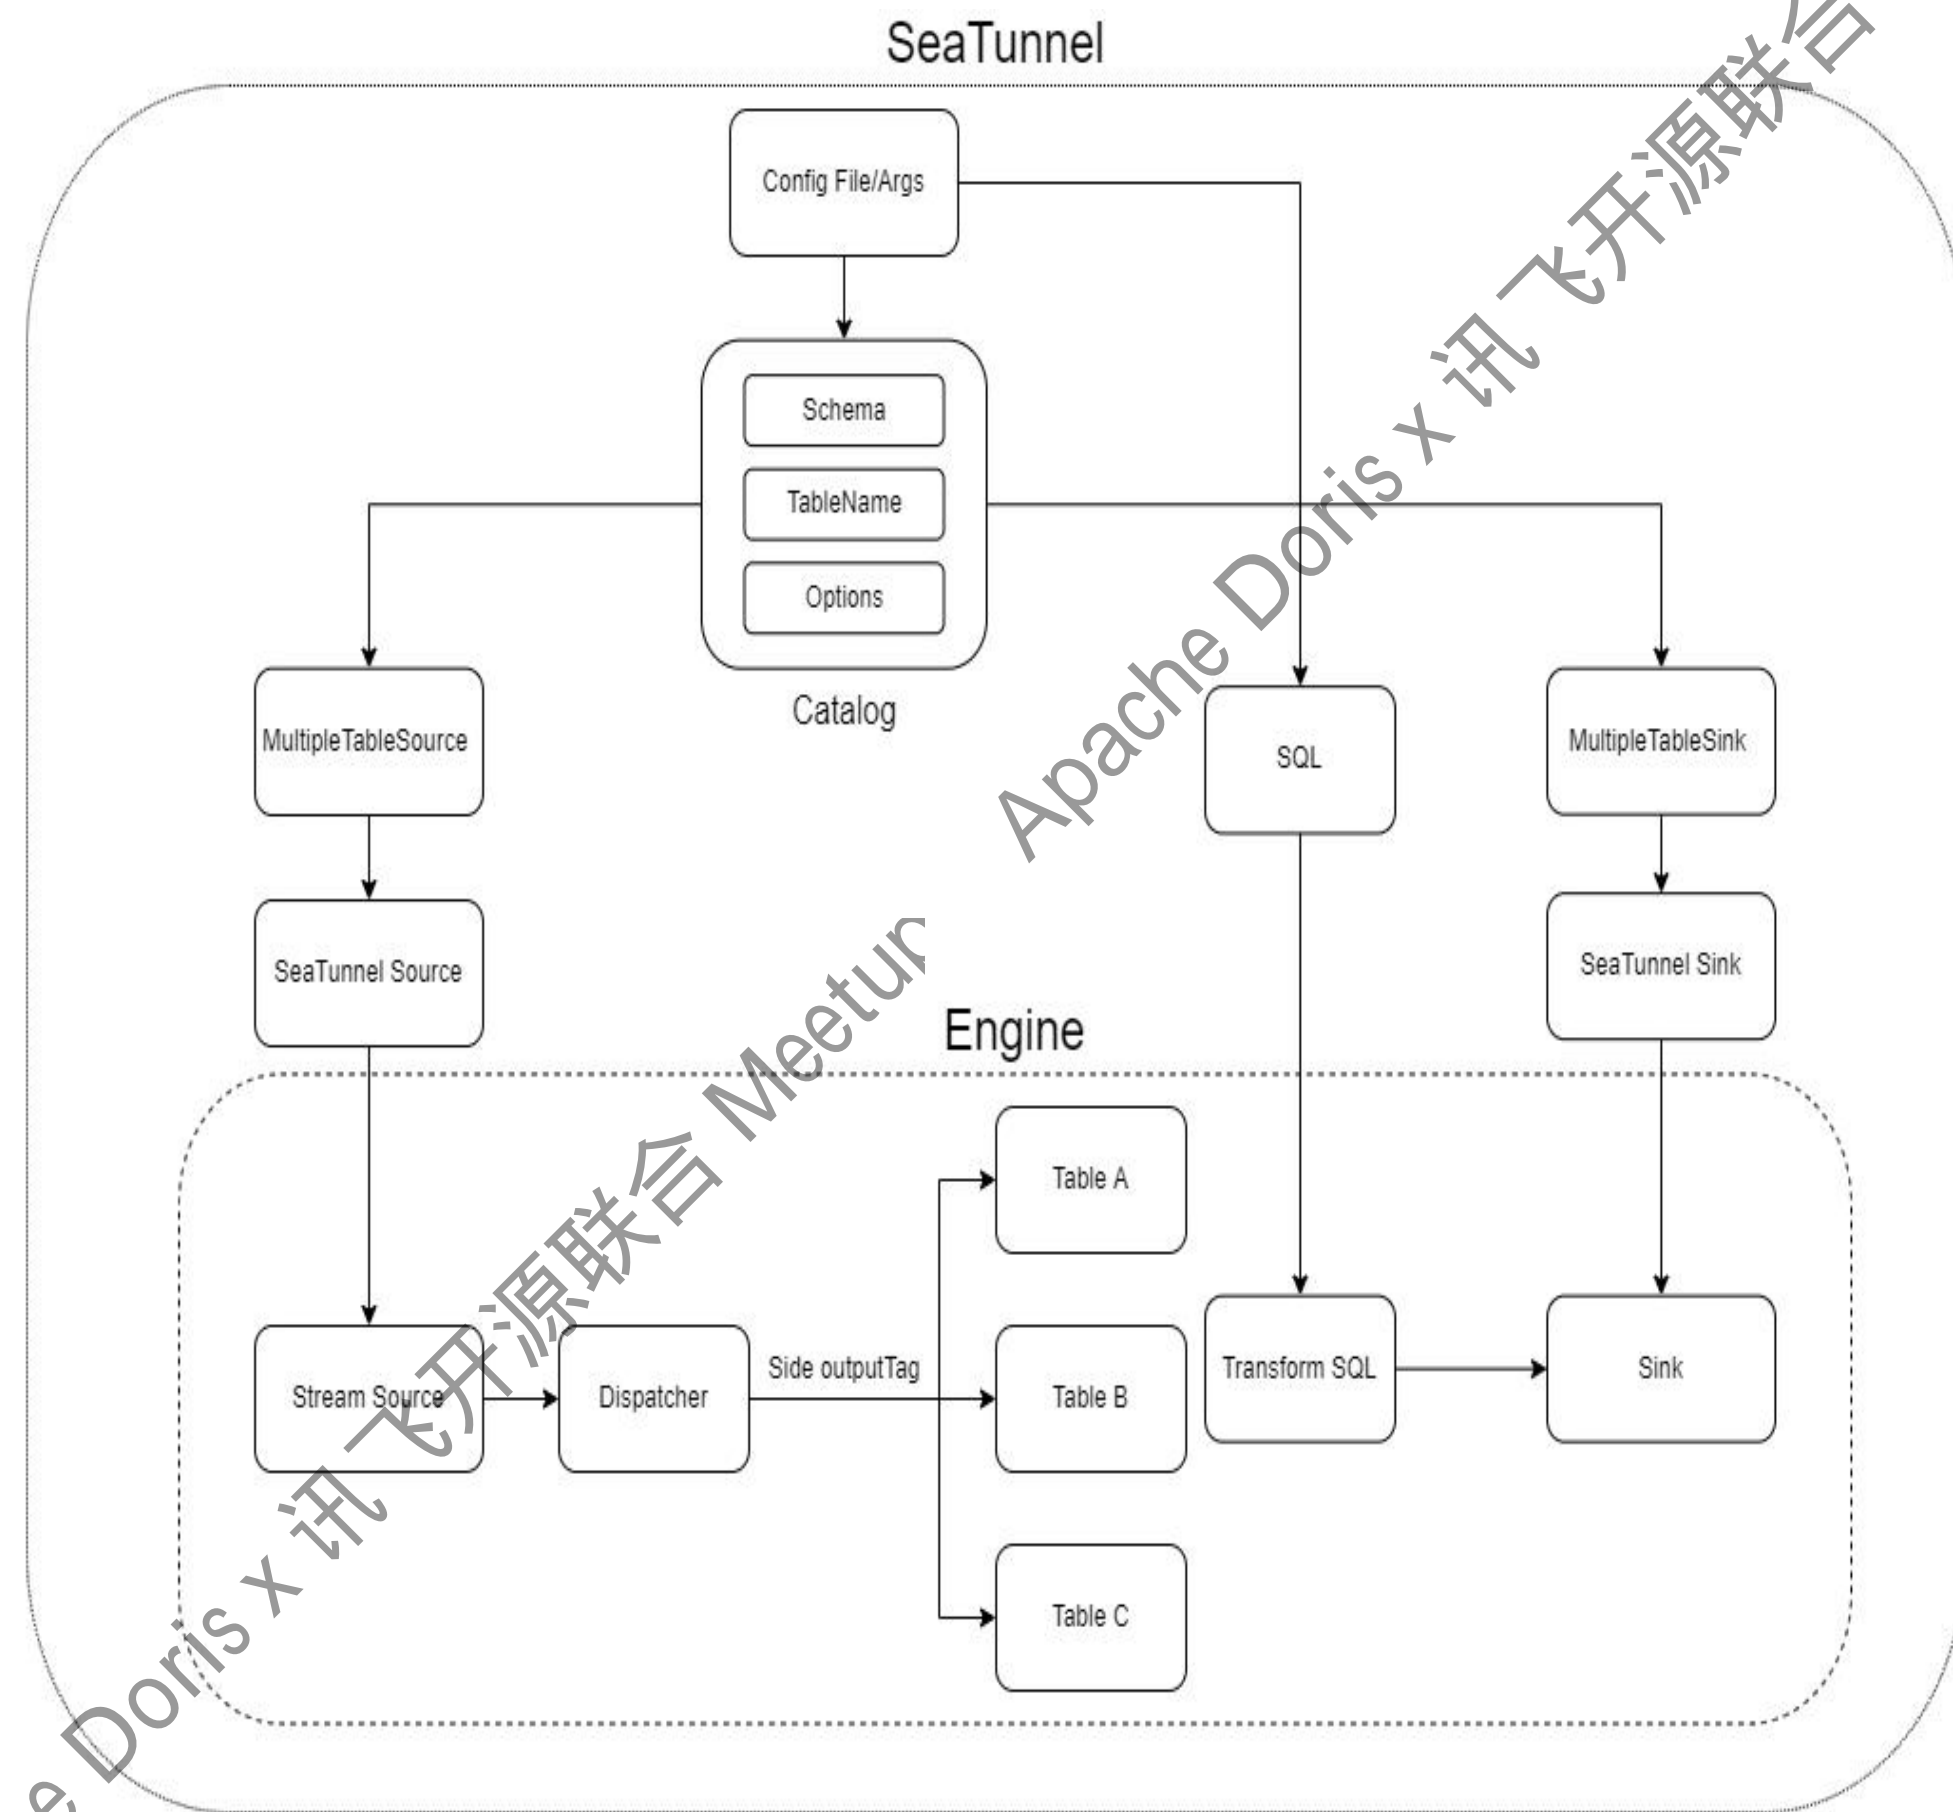 SeaTunnel
Config File/Args
Schema
TableName
Options
Catalog
MultipleTableSource
SQL
MultipleTableSink
SeaTunnel Source
SeaTunnel Sink
Engine
Table A
Side outputTag
Transform SQL
Sink
Stream Source
Dispatcher
Table B
Table C
Apache Doris x 讯飞开源联合
Doris x 讯飞开源联合 Meetup